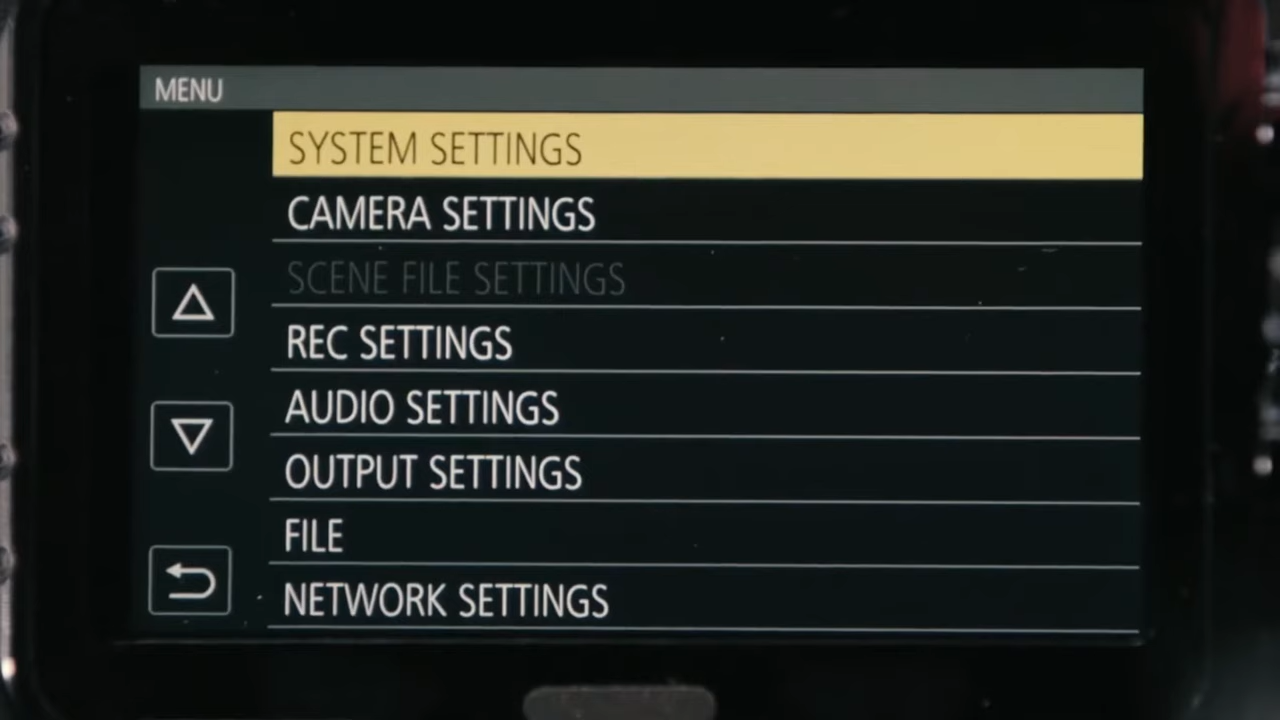 MENU
SYSTEM SETTINGS
CAMERA SETTINGS
SCENE FILE SETTINGS
REC SETTINGS
AUDIO SETTINGS
OUTPUT SETTINGS
FILE
NETWORK SETTINGS